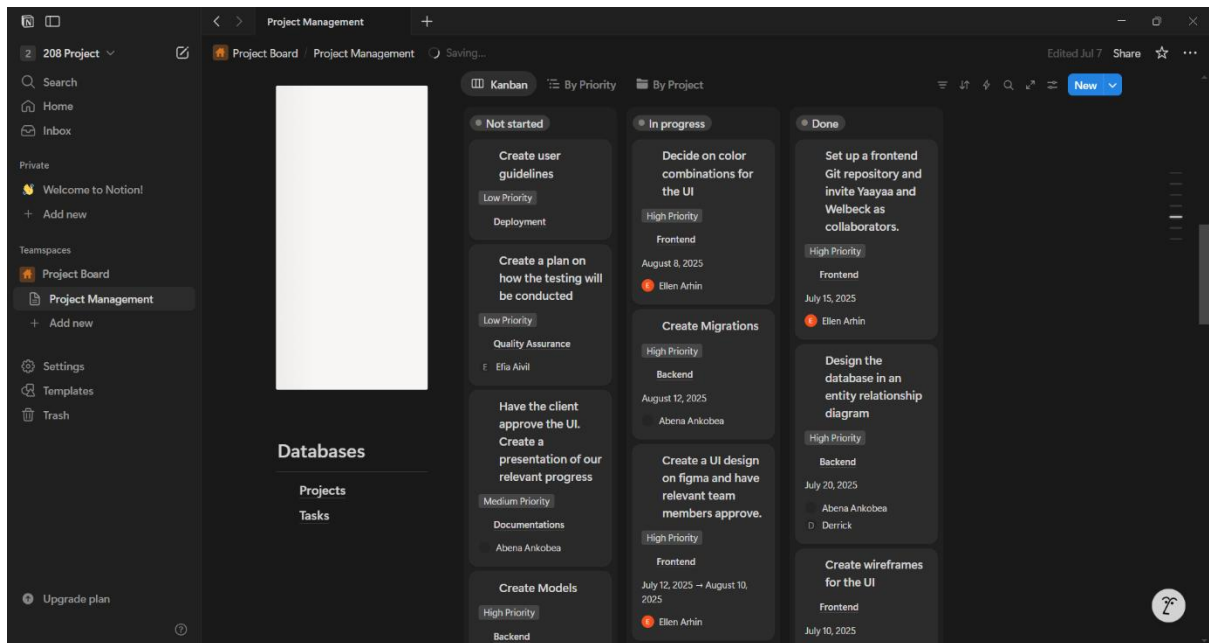 Project Management
2 208 Project
Search
Home
Inbox
Private
Welcome to Notion!
Add new
Teamspaces
Project Board
Project Management
Add new
Settings
Templates
Trash
Upgrade plan
Project Board / Project Management Saving...
Edited Jul 7 Share
Databases
Projects
Tasks
Kanban By Priority By Project
New
Not started
Create user
guidelines
Low Priority
Deployment
Create a plan on
how the testing will
be conducted
Low Priority
Quality Assurance
E Efia Aivil
Have the client
approve the UI.
Create a
presentation of our
relevant progress
Medium Priority
Documentations
Abena Ankobea
Create Models
High Priority
Backend
In progress
Decide on color
combinations for
the UI
High Priority
Frontend
August 8, 2025
E Ellen Arhin
Create Migrations
High Priority
Backend
August 12, 2025
Abena Ankobea
Create a UI design
on figma and have
relevant team
members approve.
High Priority
Frontend
July 12, 2025 → August 10,
2025
E Ellen Arhin
Done
Set up a frontend
Git repository and
invite Yaayaa and
Welbeck as
collaborators.
High Priority
Frontend
July 15, 2025
E Ellen Arhin
Design the
database in an
entity relationship
diagram
High Priority
Backend
July 20, 2025
Abena Ankobea
D Derrick
Create wireframes
for the UI
Frontend
July 10, 2025